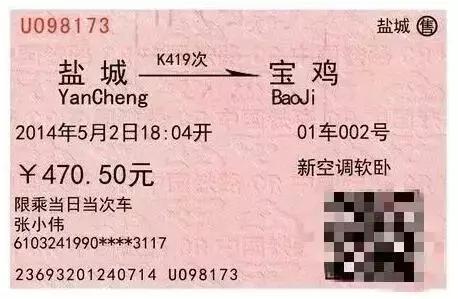 U098173 盐城 售
盐城 K419次 宝鸡
YanCheng BaoJi
2014年5月2日18:04开 01车002号
￥470.50元 新空调软卧
限乘当日当次车
张小伟
6103241990****3117
23693201240714 U098173